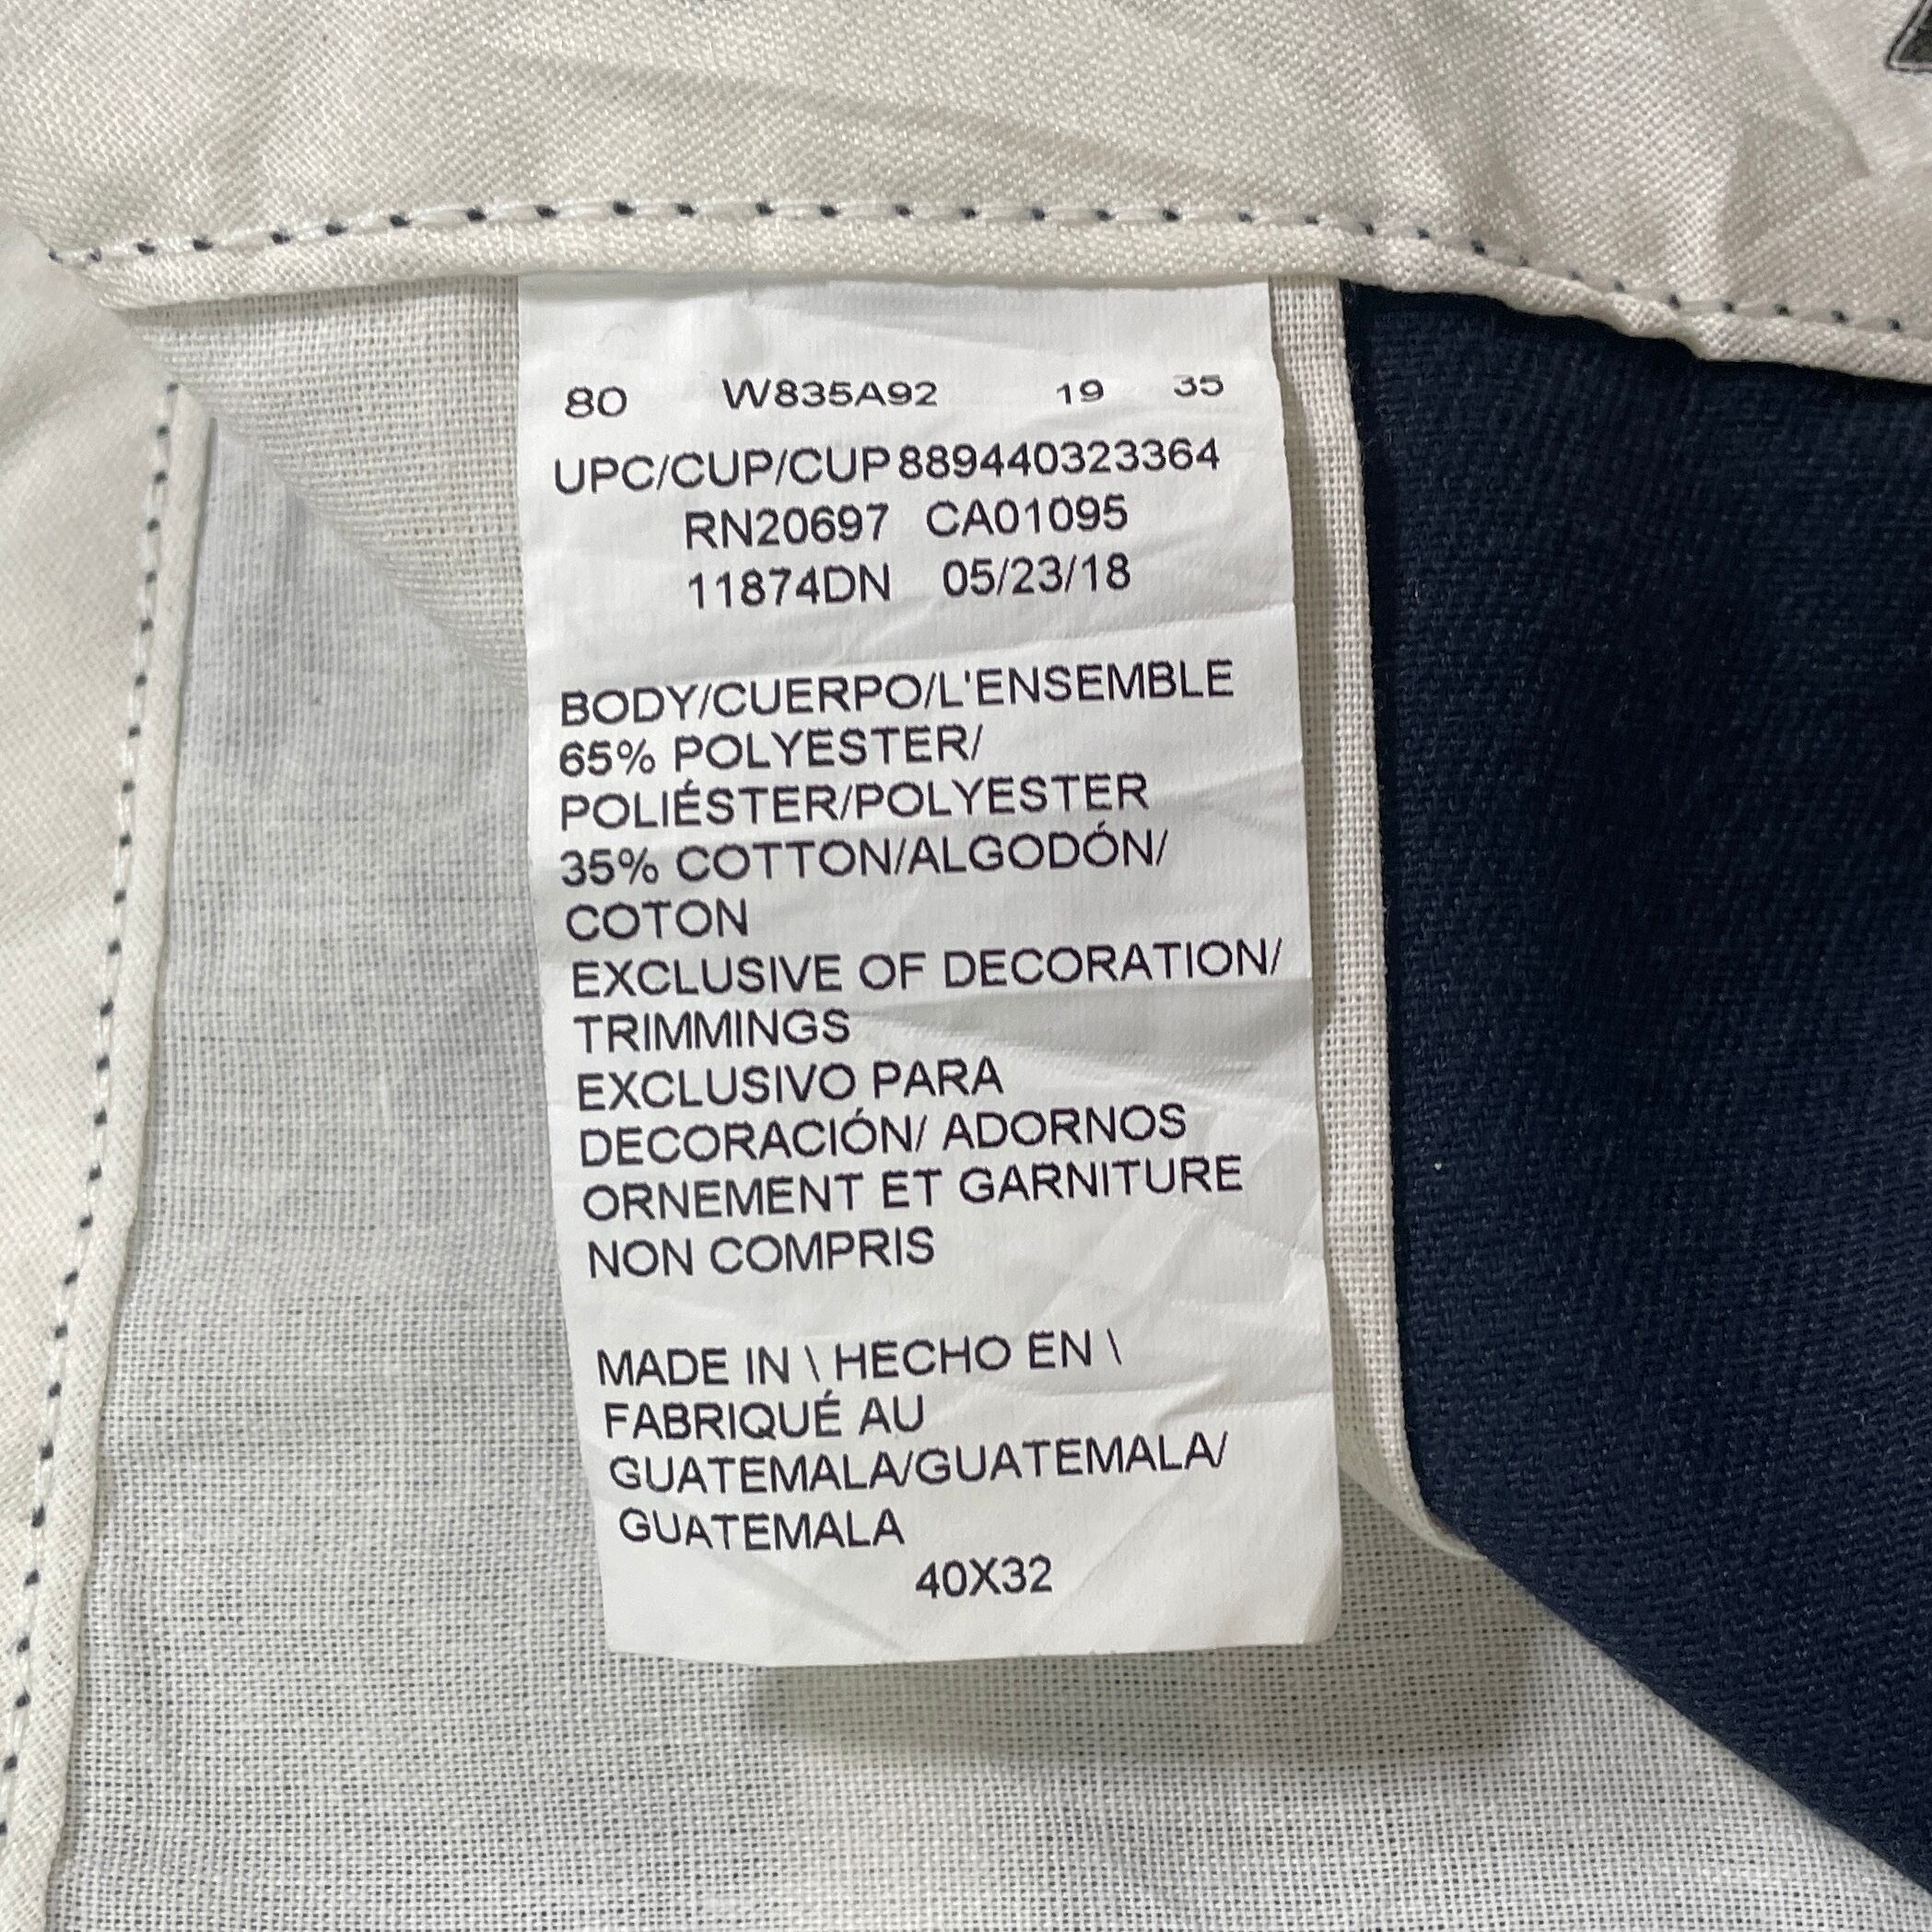 80 W835A92 19 35
UPC/CUP/CUP 889440323364
RN20697 CA01095
11874DN 05/23/18
BODY/CUERPO/L'ENSEMBLE
65% POLYESTER/
POLIÉSTER/POLYESTER
35% COTTON/ALGODÓN/
COTON
EXCLUSIVE OF DECORATION/
TRIMMINGS
EXCLUSIVO PARA
DECORACIÓN/ ADORNOS
ORNEMENT ET GARNITURE
NON COMPRIS
MADE IN \ HECHO EN \
FABRIQUÉ AU
GUATEMALA/GUATEMALA/
GUATEMALA
40X32